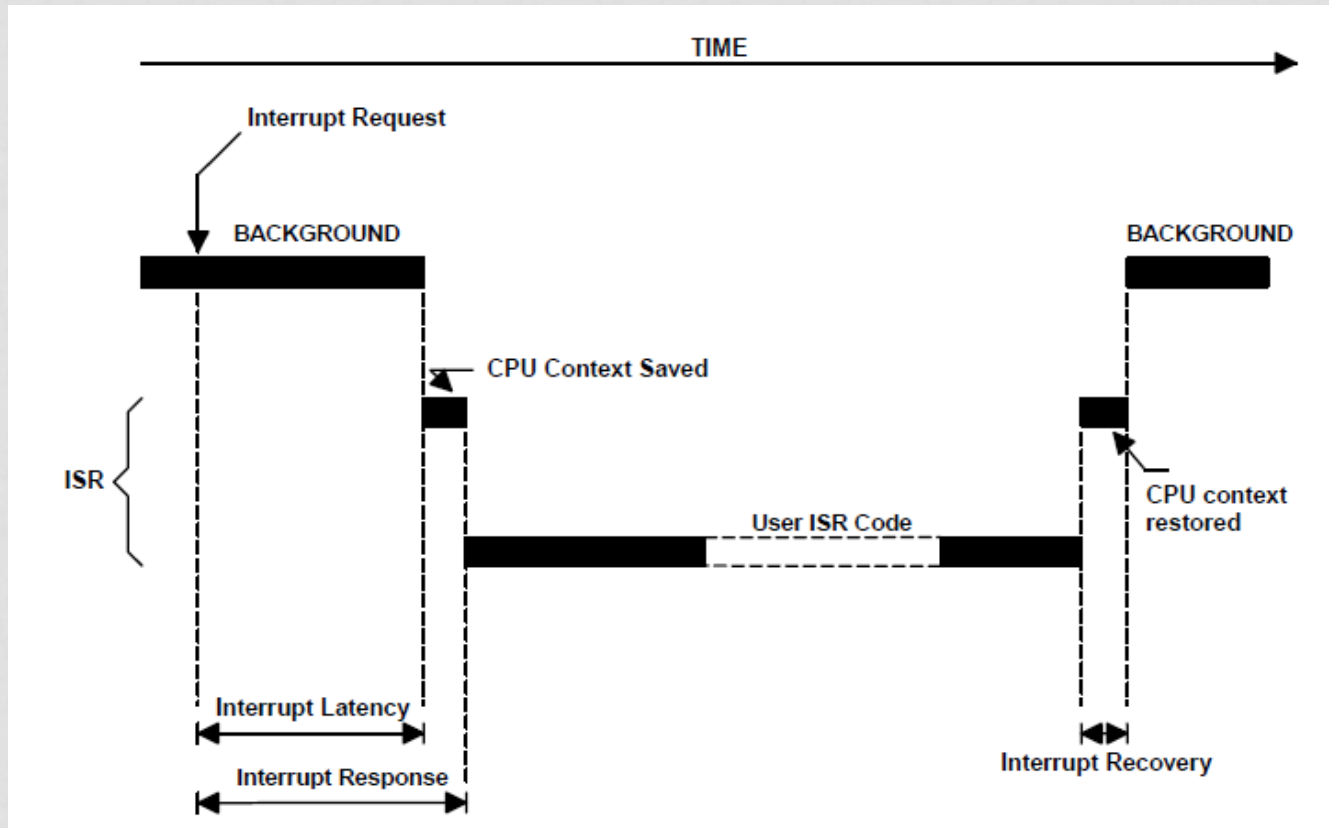 TIME
Interrupt Request
BACKGROUND
BACKGROUND
CPU Context Saved
ISR
CPU context
restored
User ISR Code
Interrupt Latency
Interrupt Recovery
Interrupt Response